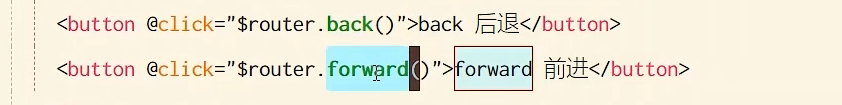 <button @click="$router.back()">back 后退</button>
<button @click="$router.forward()">forward 前进</button>